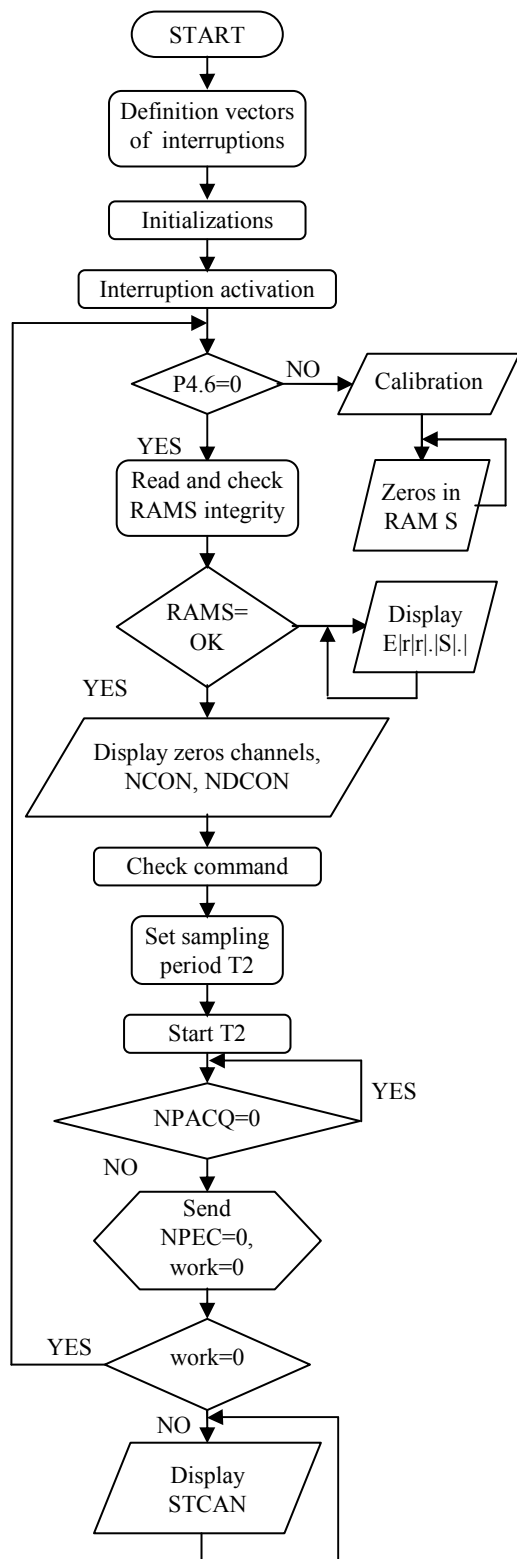 START
Definition vectors
of interruptions
Initializations
Interruption activation
P4.6=0
NO
Calibration
YES
Zeros in
RAM S
Read and check
RAMS integrity
RAMS=
OK
Display
E|r|r|.|S|.|
YES
Display zeros channels,
NCON, NDCON
Check command
Set sampling
period T2
Start T2
YES
NPACQ=0
NO
Send
NPEC=0,
work=0
YES
work=0
NO
Display
STCAN